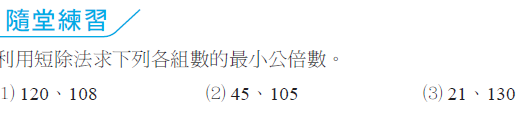 隨堂練習
利用短除法求下列各組數的最小公倍數。
(1) 120、108 (2) 45、105 (3) 21、130